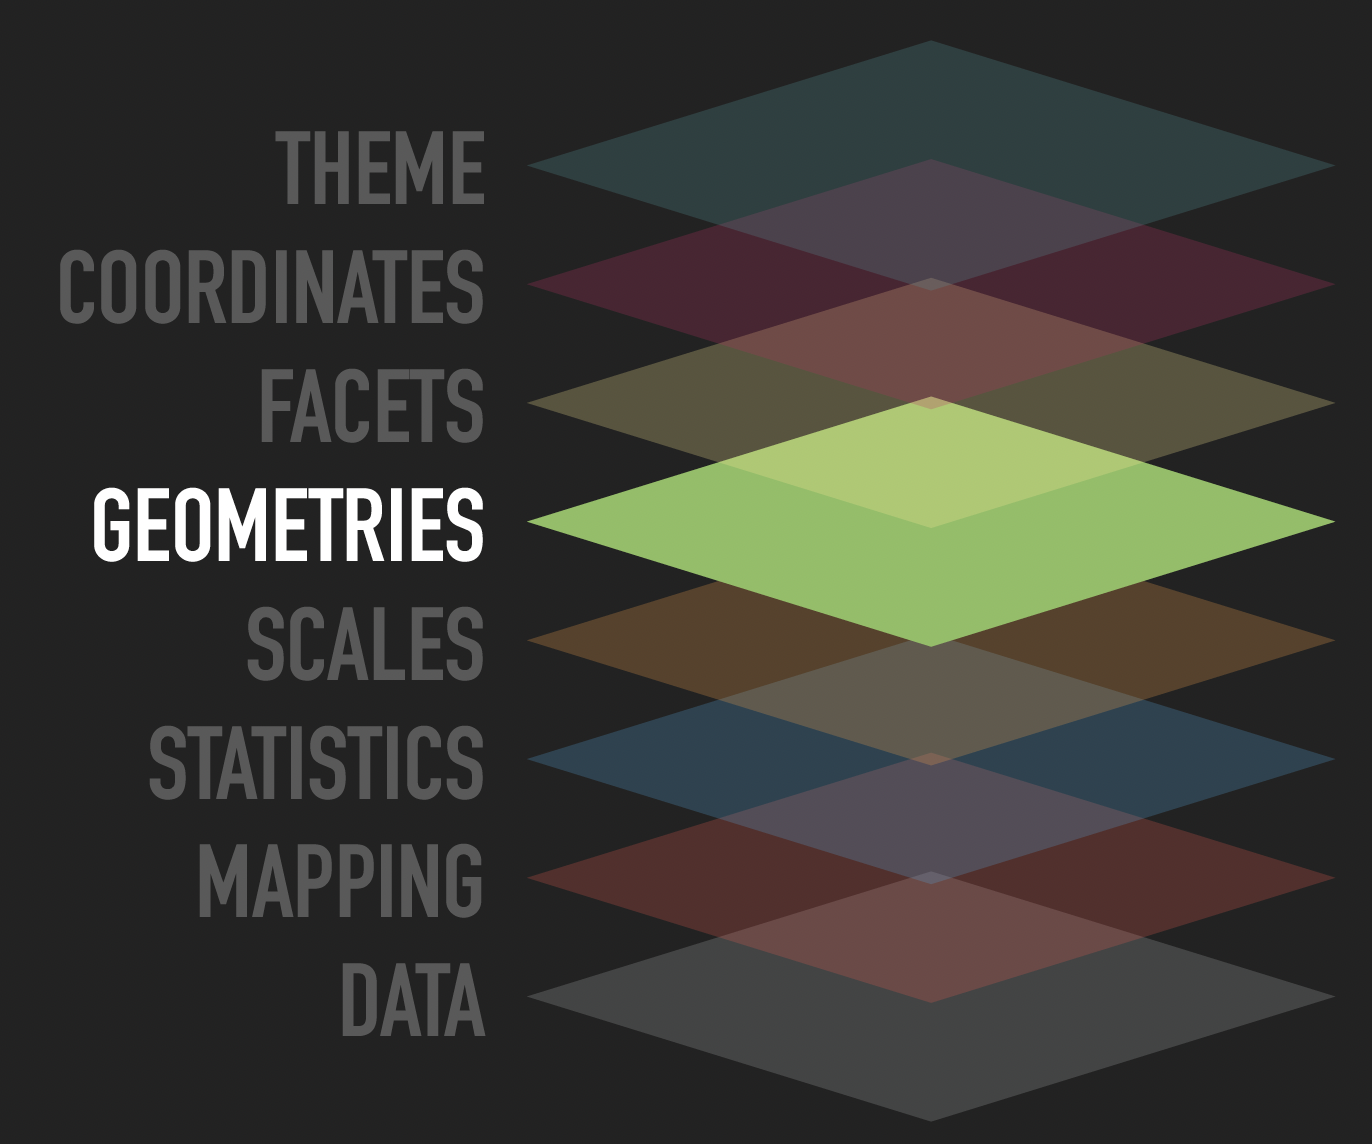 THEME
COORDINATES
FACETS
GEOMETRIES
SCALES
STATISTICS
MAPPING
DATA